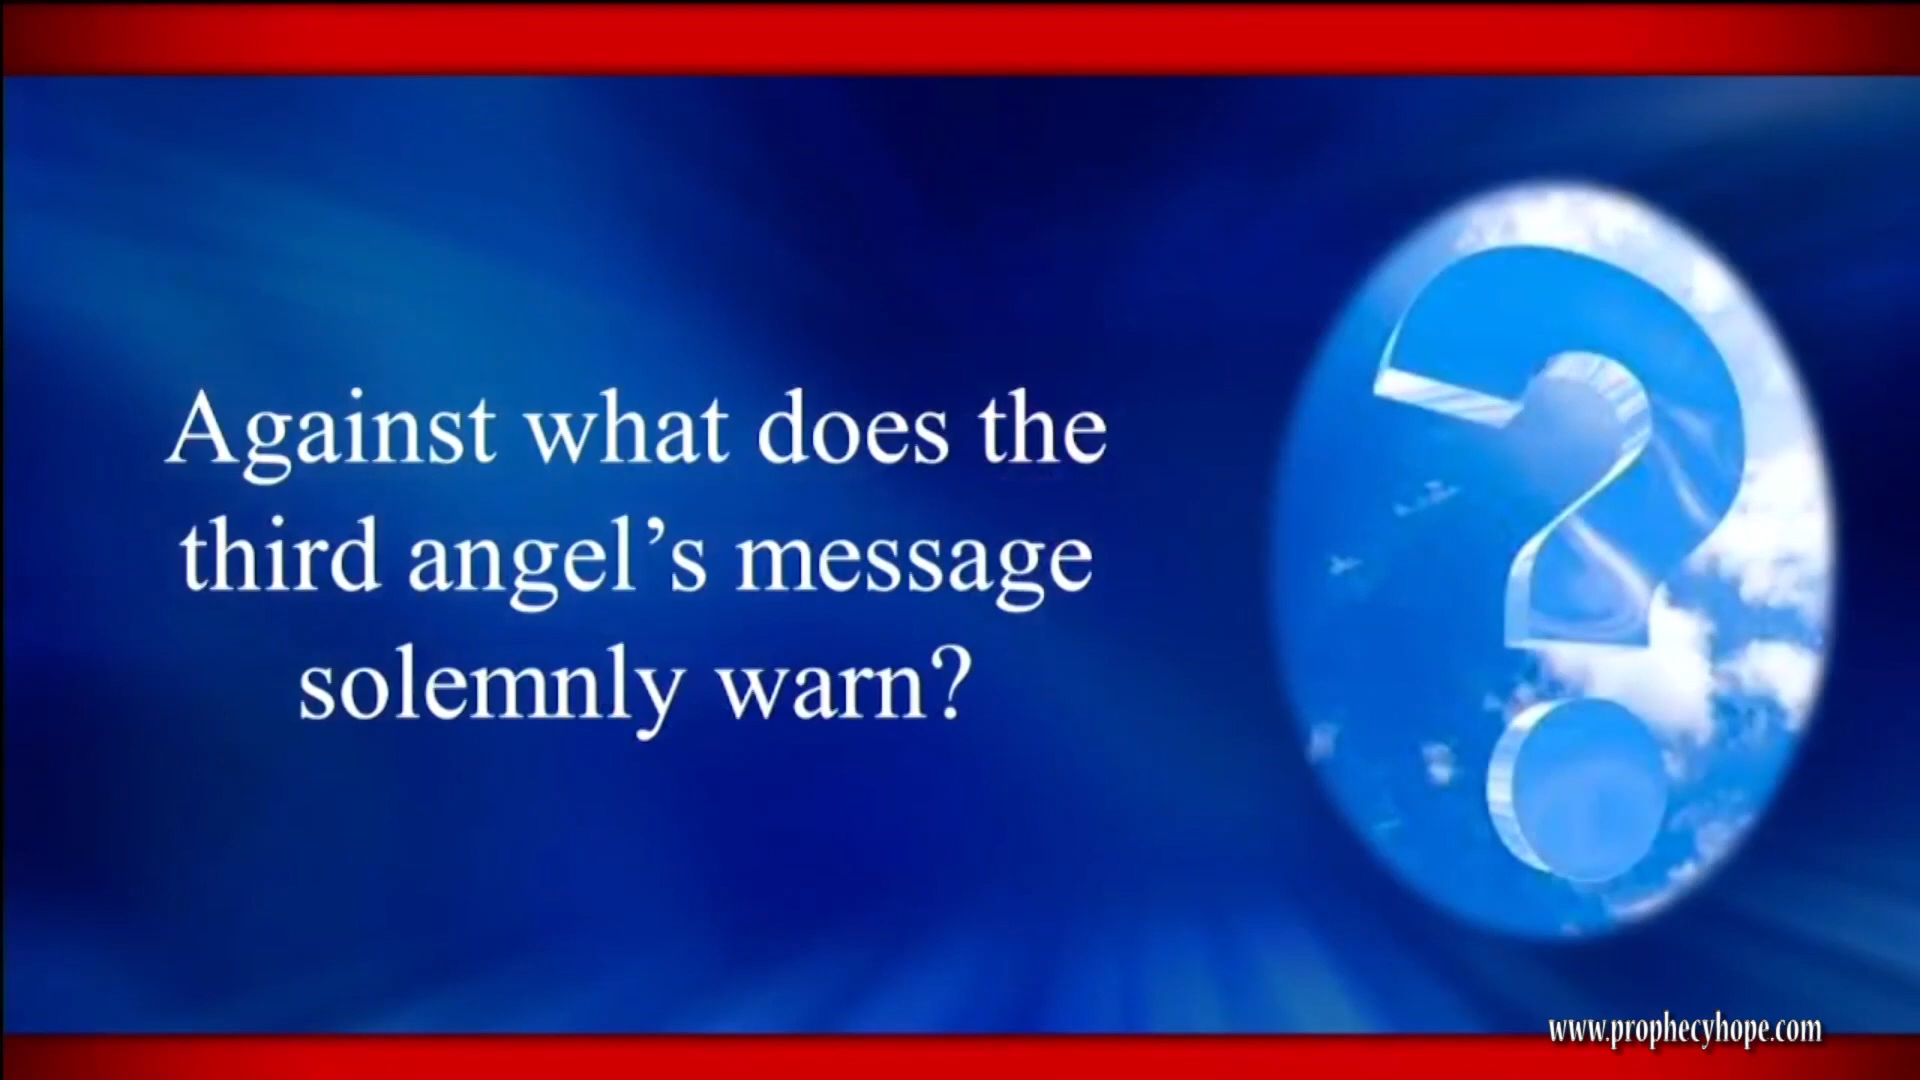 Against what does the
third angel’s message
solemnly warn?
www.prophecyhope.com